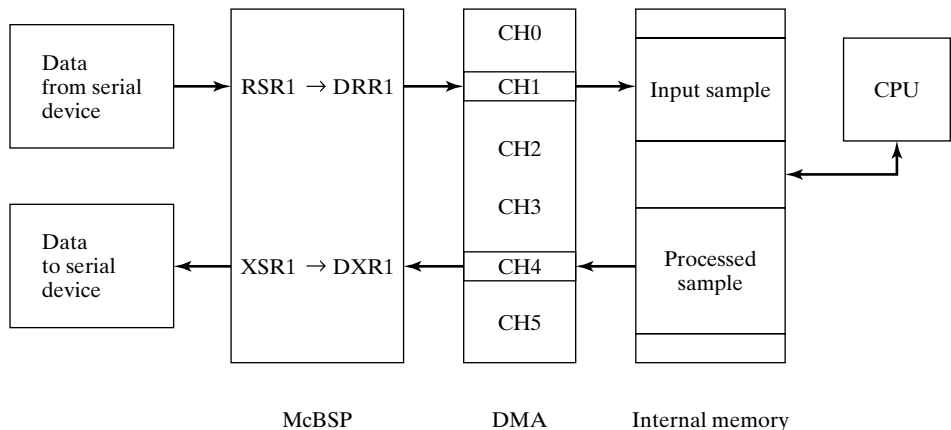 Data
from serial
device
RSR1 → DRR1
CH0
CH1
CH2
CH3
CH4
CH5
Input sample
CPU
Data
to serial
device
XSR1 → DXR1
Processed
sample
McBSP
DMA
Internal memory